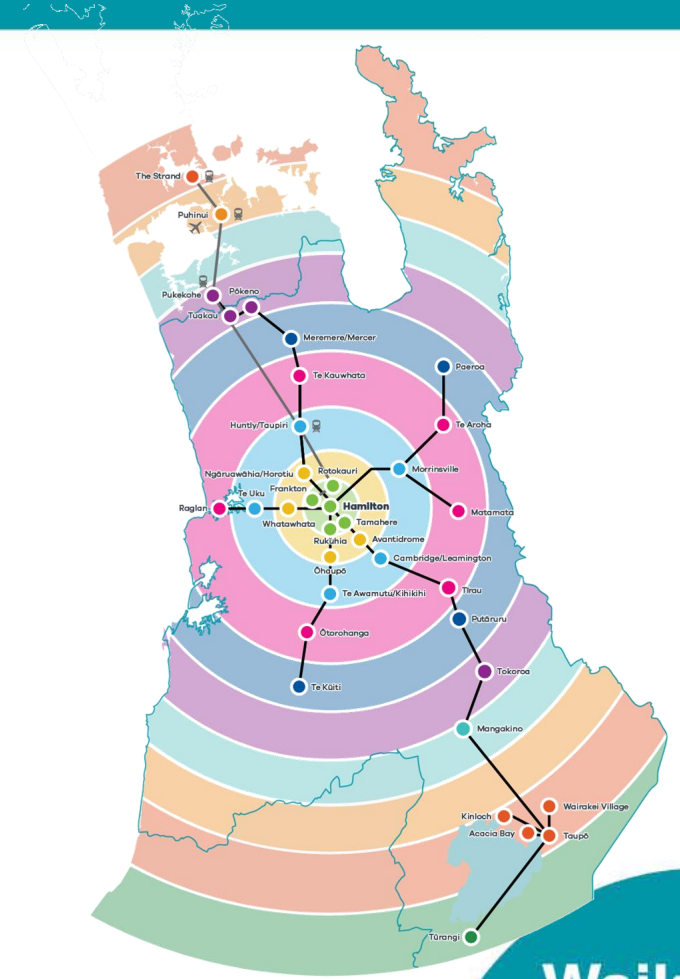 The Strand
Puhinui
Pukekohe
Pōkeno
Tuakau
Meremere/Mercer
Te Kauwhata
Paeroa
Huntly/Taupiri
Te Aroha
Ngāruawāhia/Horotiu
Rotokauri
Morrinsville
Frankton
Te Uku
Raglan
Hamilton
Matamata
Whatawhata
Tamahere
Rukuhia
Avantidrome
Cambridge/Leamington
Ōhaupō
Te Awamutu/Kihikihi
Tīrau
Putāruru
Ōtorohanga
Tokoroa
Te Kūiti
Mangakino
Wairakei Village
Kinloch
Acacia Bay
Taupō
Tūrangi